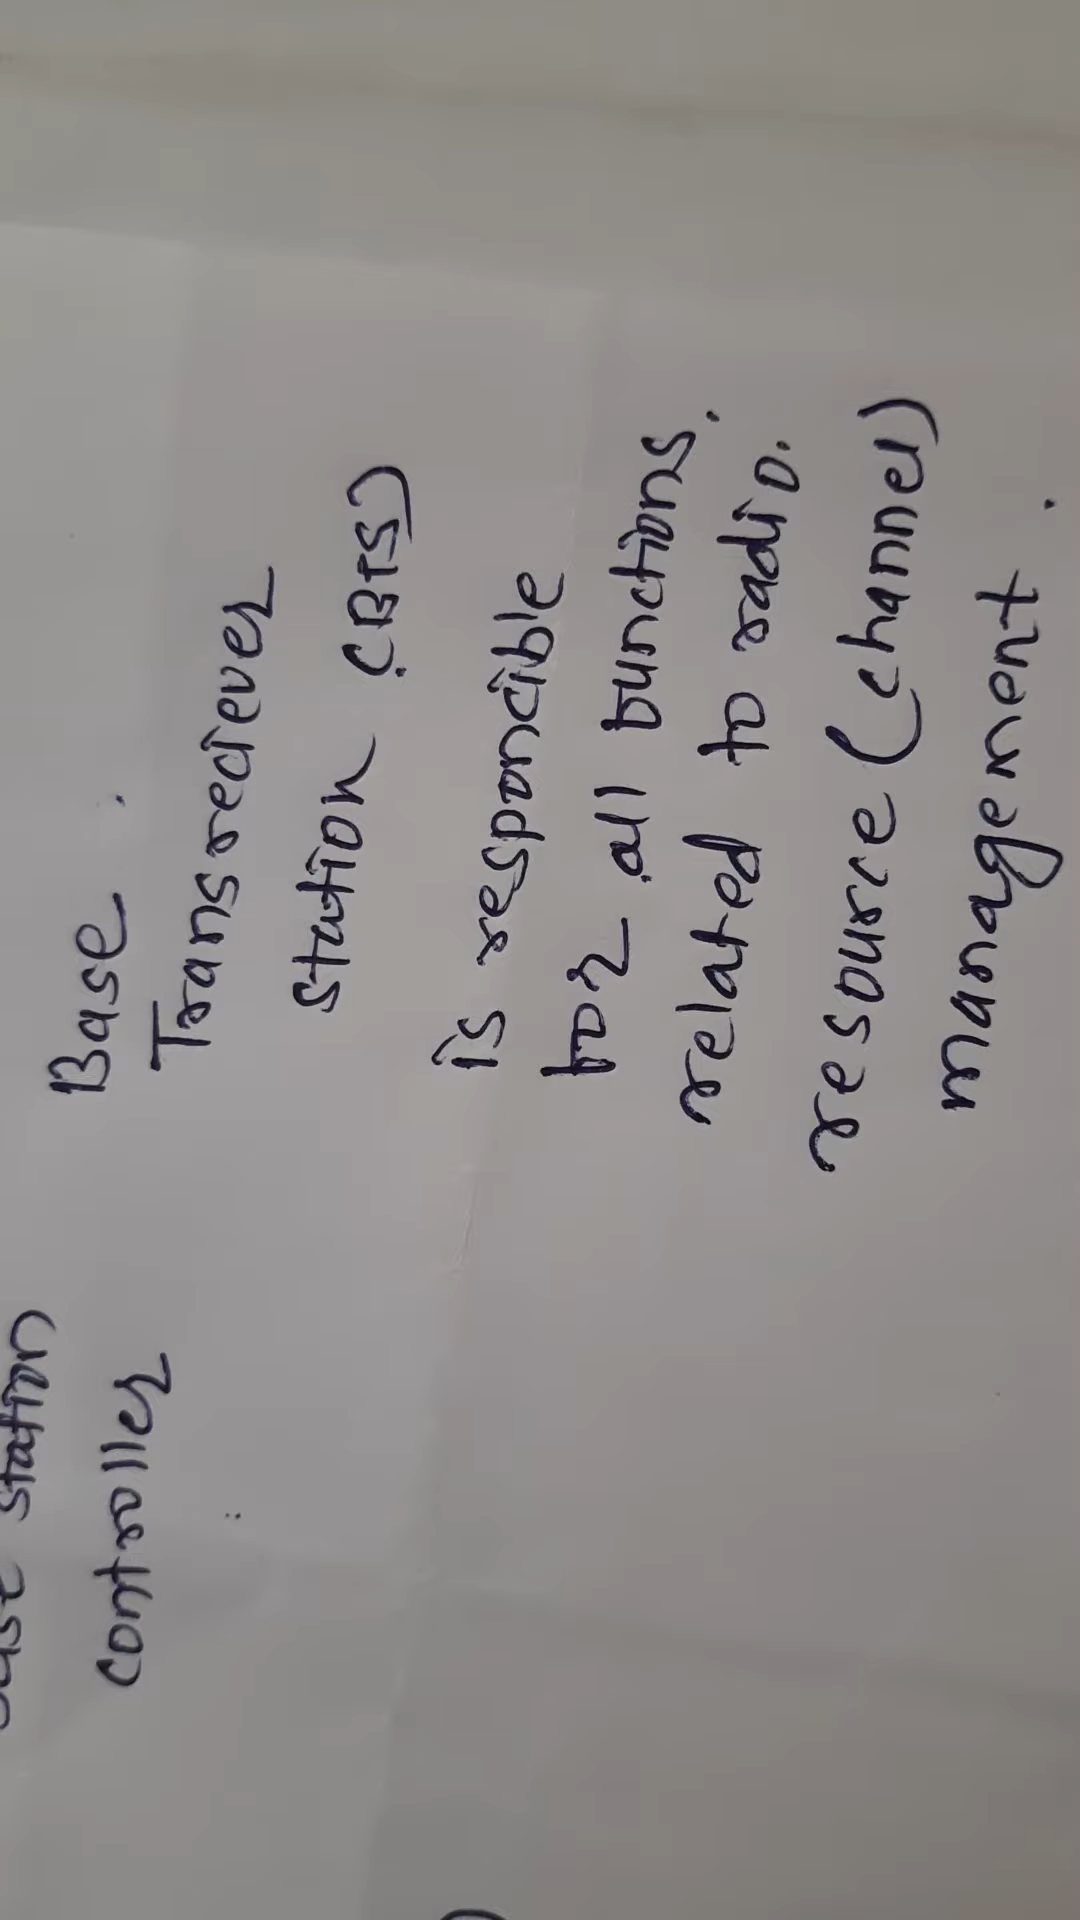 station
controller
Base
Transreciever
station (BTS)
is responcible
for all functions.
related to radio.
resource (channel)
management.